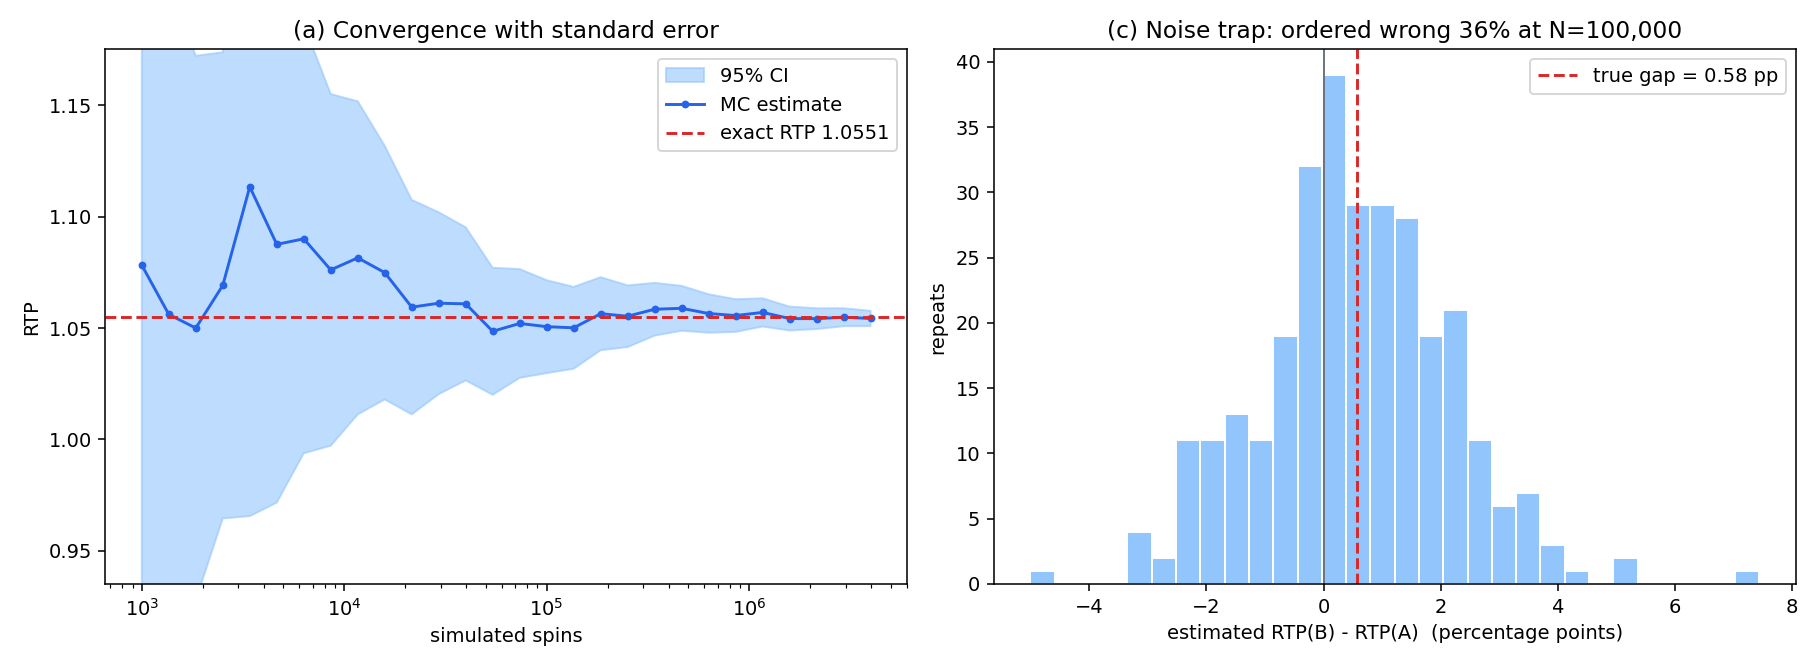 (a) Convergence with standard error
95% CI
MC estimate
exact RTP 1.0551
1.15
1.10
1.05
1.00
0.95
RTP
10³
10⁴
10⁵
10⁶
simulated spins
(c) Noise trap: ordered wrong 36% at N=100,000
true gap = 0.58 pp
40
35
30
25
20
15
10
5
0
repeats
−4
−2
0
2
4
6
8
estimated RTP(B) - RTP(A) (percentage points)